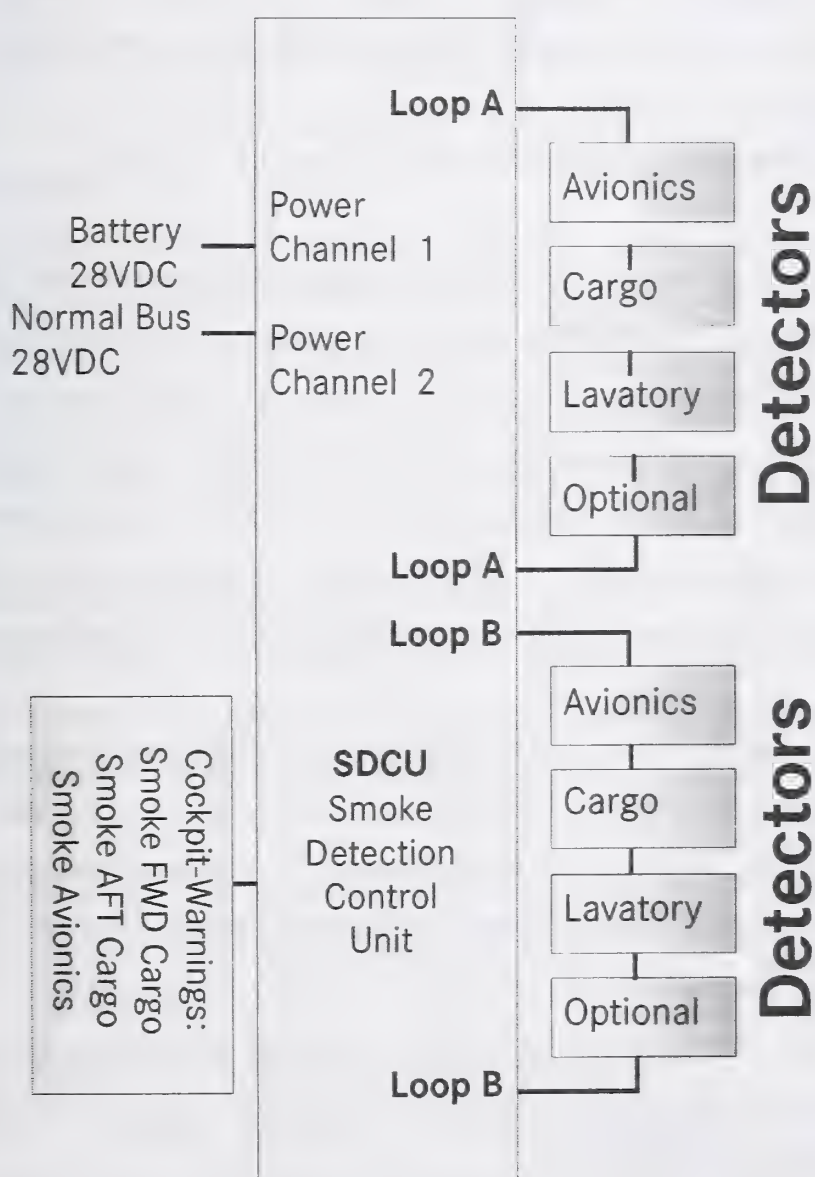 Loop A
Avionics
Cargo
Lavatory
Optional
Loop A
Detectors
Battery
28VDC
Normal Bus
28VDC
Power
Channel 1
Power
Channel 2
Loop B
Avionics
Cargo
Lavatory
Optional
Loop B
Detectors
SDCU
Smoke
Detection
Control
Unit
Cockpit-Warnings:
Smoke FWD Cargo
Smoke AFT Cargo
Smoke Avionics